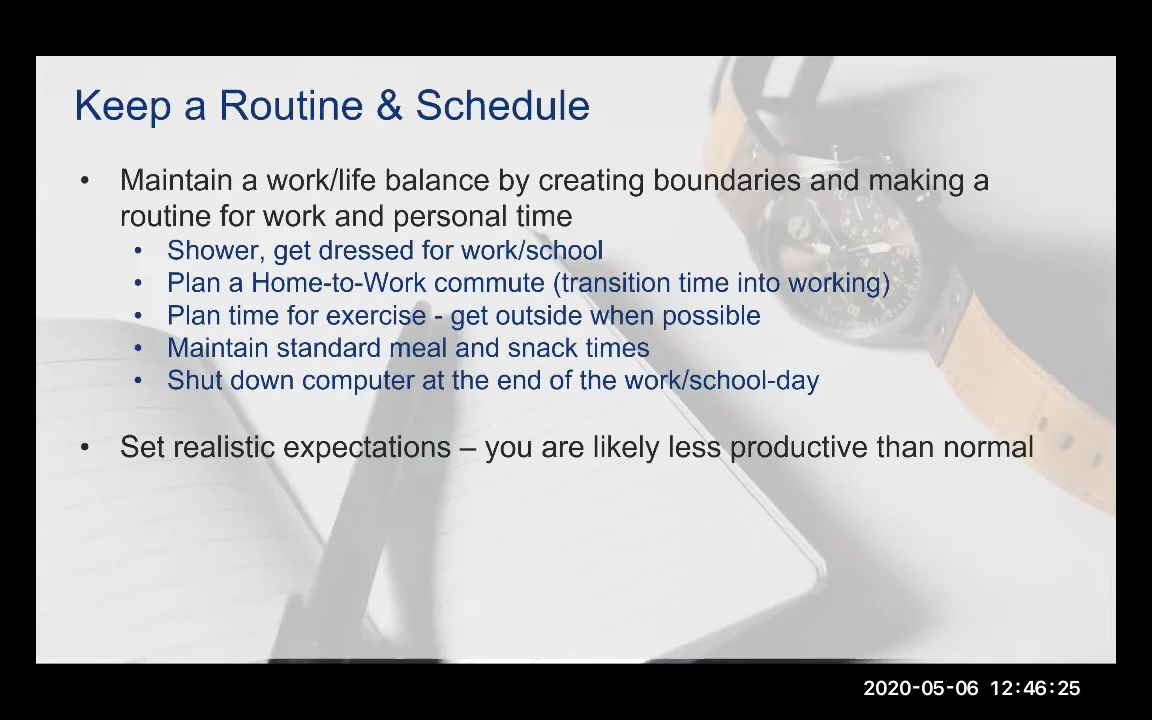 Keep a Routine & Schedule
• Maintain a work/life balance by creating boundaries and making a
routine for work and personal time
• Shower, get dressed for work/school
• Plan a Home-to-Work commute (transition time into working)
• Plan time for exercise - get outside when possible
• Maintain standard meal and snack times
• Shut down computer at the end of the work/school-day
• Set realistic expectations – you are likely less productive than normal
2020-05-06 12:46:25